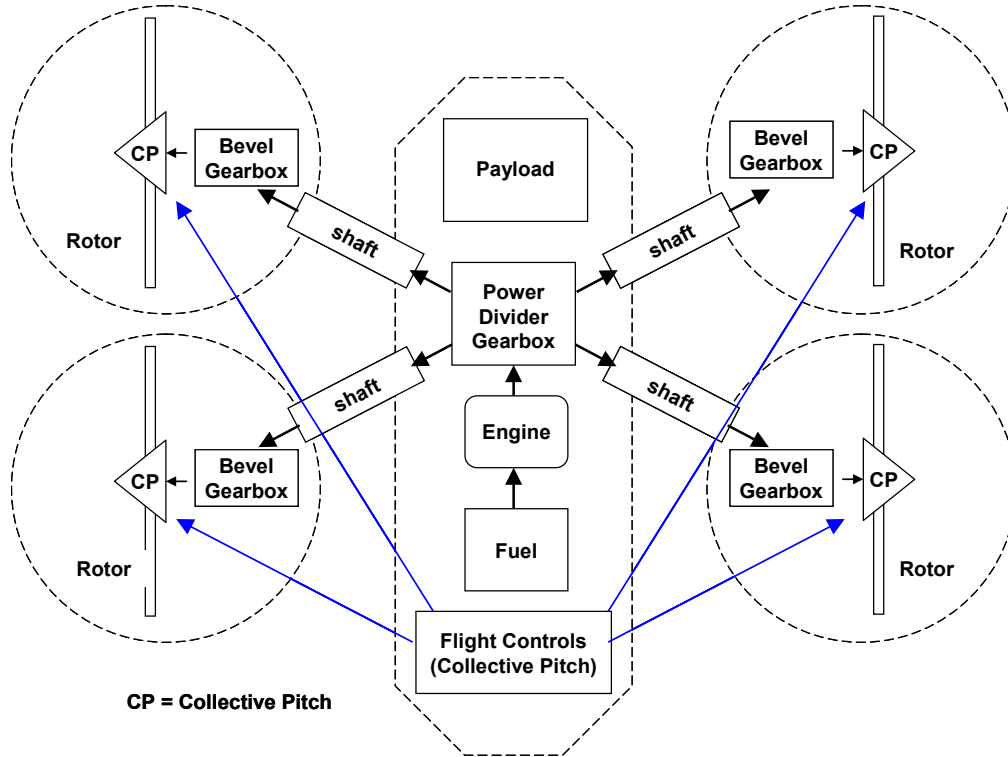 CP
Bevel
Gearbox
Rotor
shaft
Payload
Bevel
Gearbox
CP
shaft
Rotor
Power
Divider
Gearbox
shaft
shaft
Engine
CP
Bevel
Gearbox
Rotor
Bevel
Gearbox
CP
Rotor
Fuel
Flight Controls
(Collective Pitch)
CP = Collective Pitch